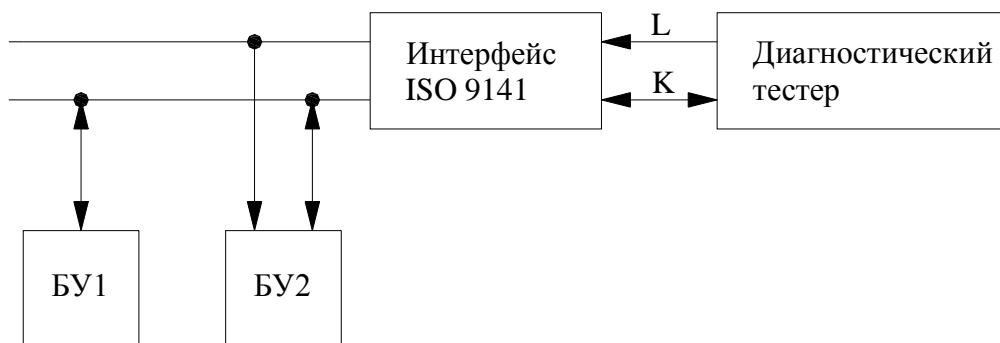 L
Интерфейс
ISO 9141
Диагностический
тестер
K
БУ1
БУ2